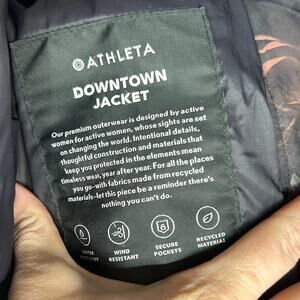 ATHLETA
DOWNTOWN
JACKET
Our premium outerwear is designed by active
women for active women, whose sights are set
on changing the world. Intentional details,
thoughtful construction and materials that
keep you protected in the elements mean
timeless wear, year after year. For all the places
you go-with fabrics made from recycled
materials-let this piece be a reminder there's
nothing you can't do.
WATER WIND SECURE RECYCLED
RESISTANT POCKETS MATERIAL